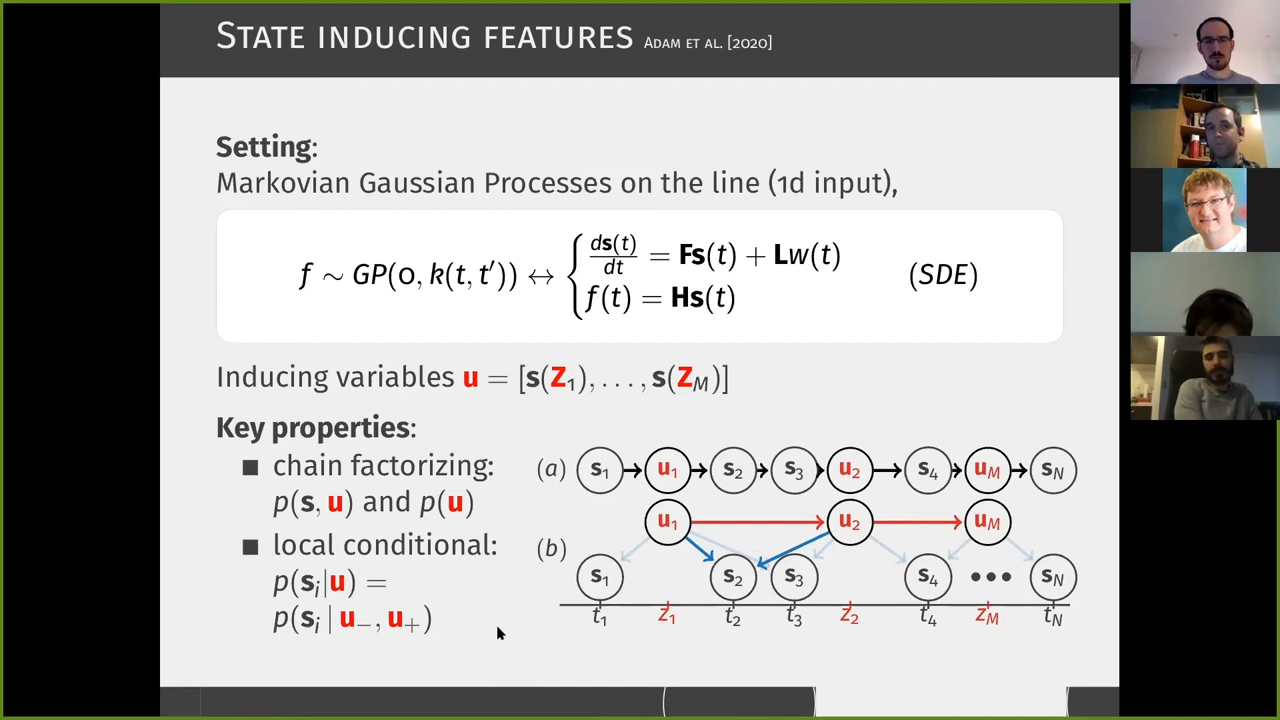 STATE INDUCING FEATURES ADAM ET AL. [2020]
Setting:
Markovian Gaussian Processes on the line (1d input),
f ∼ GP(0, k(t, t′)) ↔ { ds(t)/dt = Fs(t) + Lw(t)
f(t) = Hs(t)
(SDE)
Inducing variables u = [s(Z₁), . . . , s(Z_M)]
Key properties:
■ chain factorizing:
p(s, u) and p(u)
■ local conditional:
p(sᵢ|u) =
p(sᵢ | u₋, u₊)
(a) s₁ u₁ s₂ s₃ u₂ s₄ u_M s_N
u₁ u₂ u_M
(b)
s₁ s₂ s₃ s₄ ••• s_N
t₁ z₁ t₂ t₃ z₂ t₄ z_M t_N